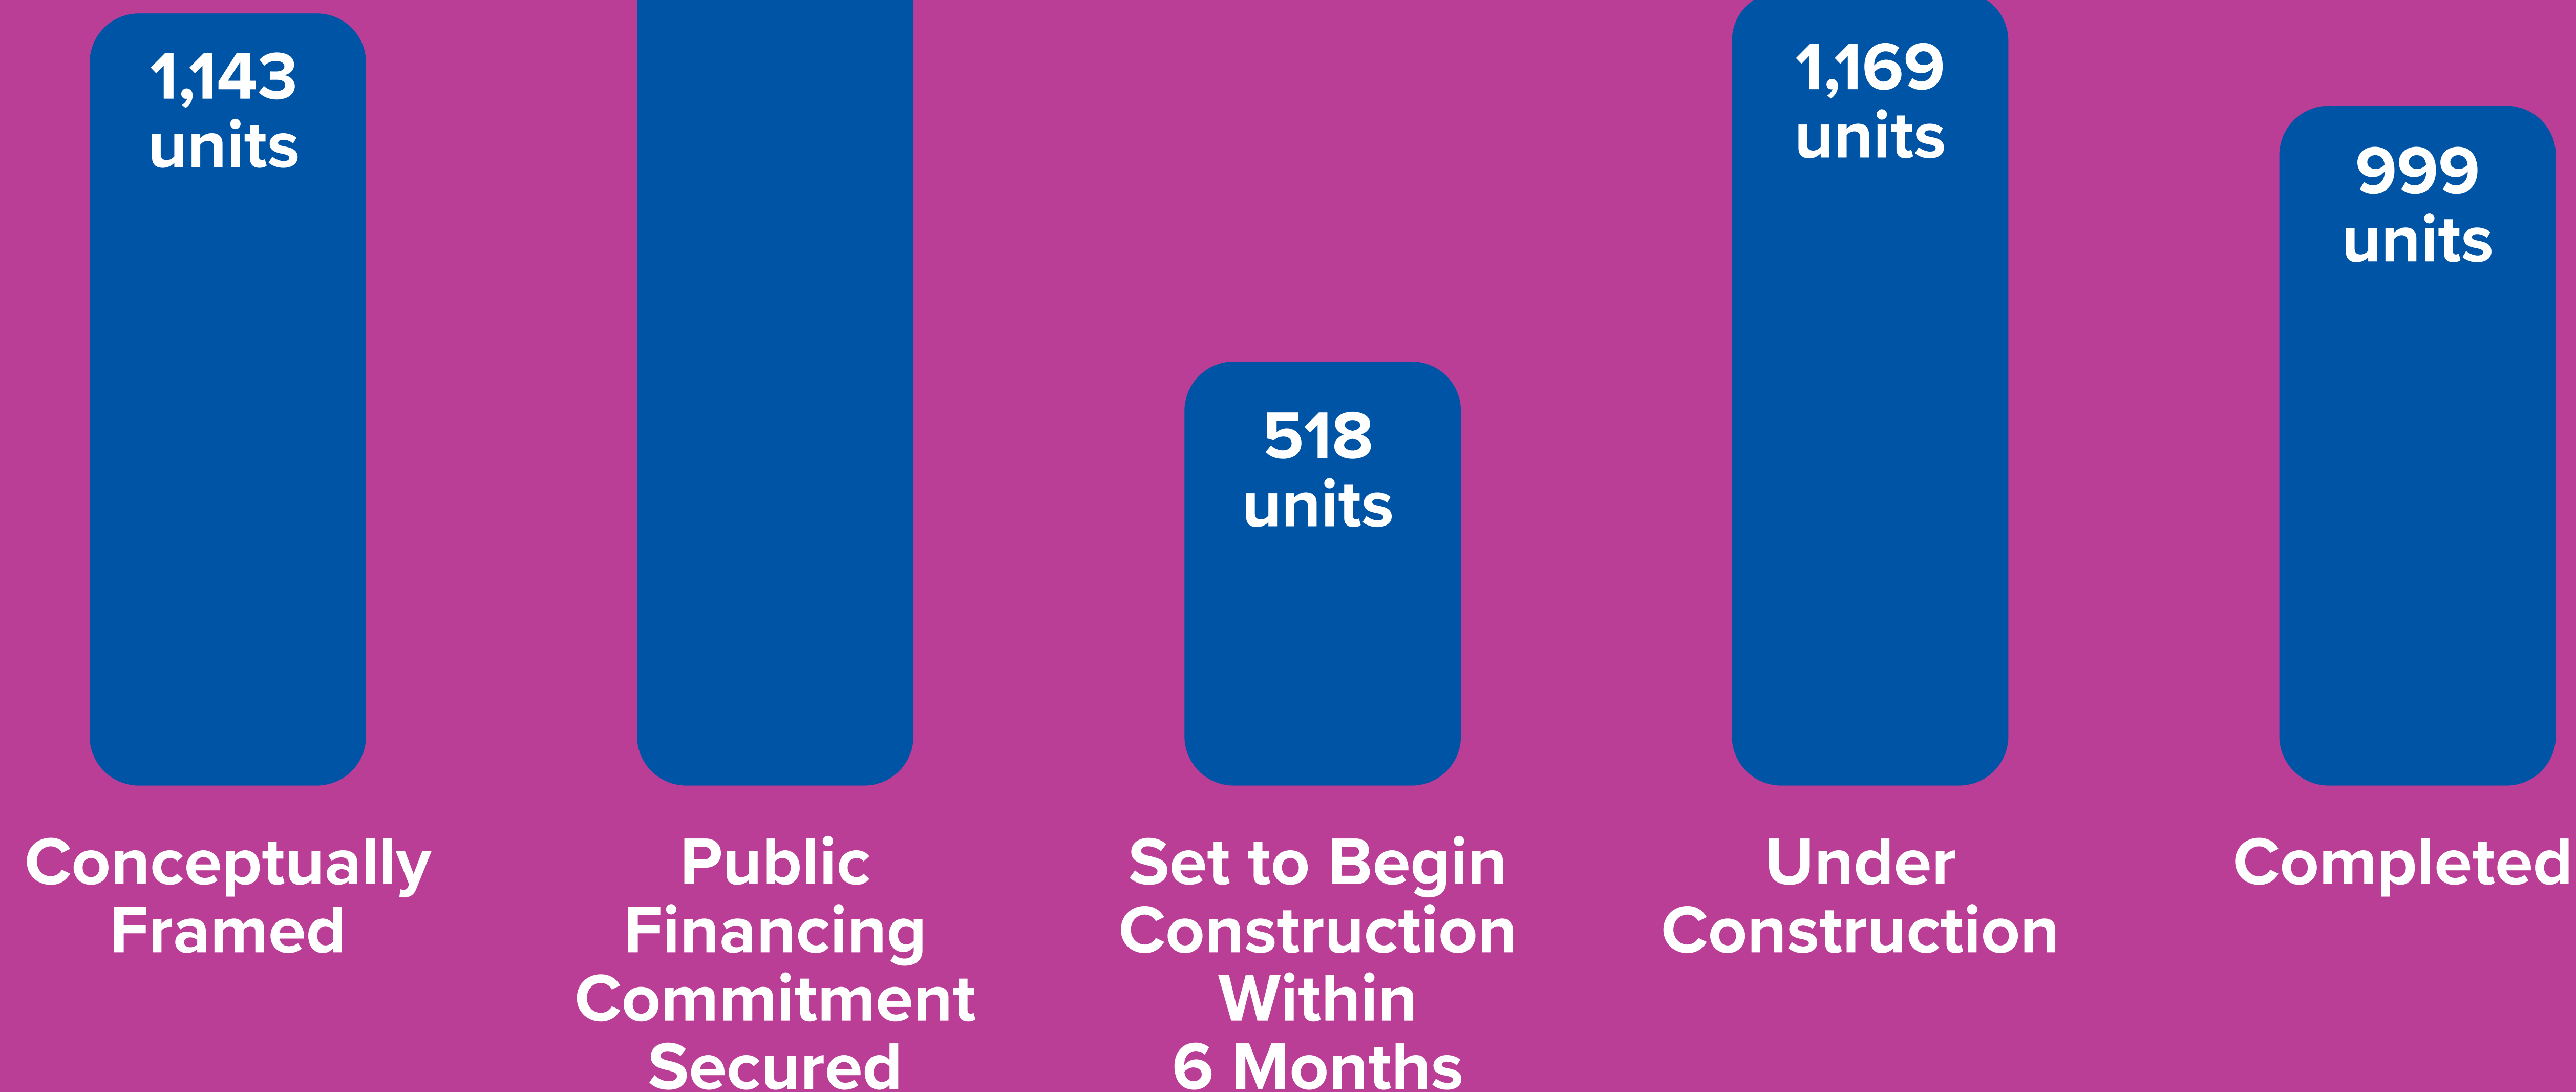 1,143
units
1,169
units
999
units
518
units
Conceptually
Framed
Public
Financing
Commitment
Secured
Set to Begin
Construction
Within
6 Months
Under
Construction
Completed